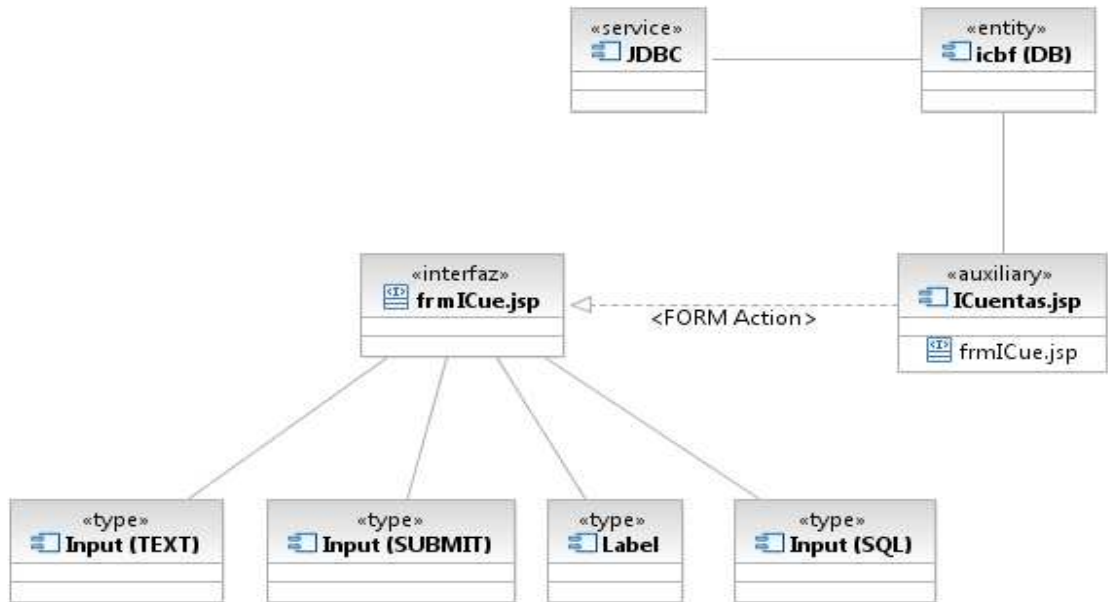 «service»
JDBC
«entity»
icbf (DB)
«interfaz»
frmICue.jsp
<FORM Action>
«auxiliary»
ICuentas.jsp
frmICue.jsp
«type»
Input (TEXT)
«type»
Input (SUBMIT)
«type»
Label
«type»
Input (SQL)